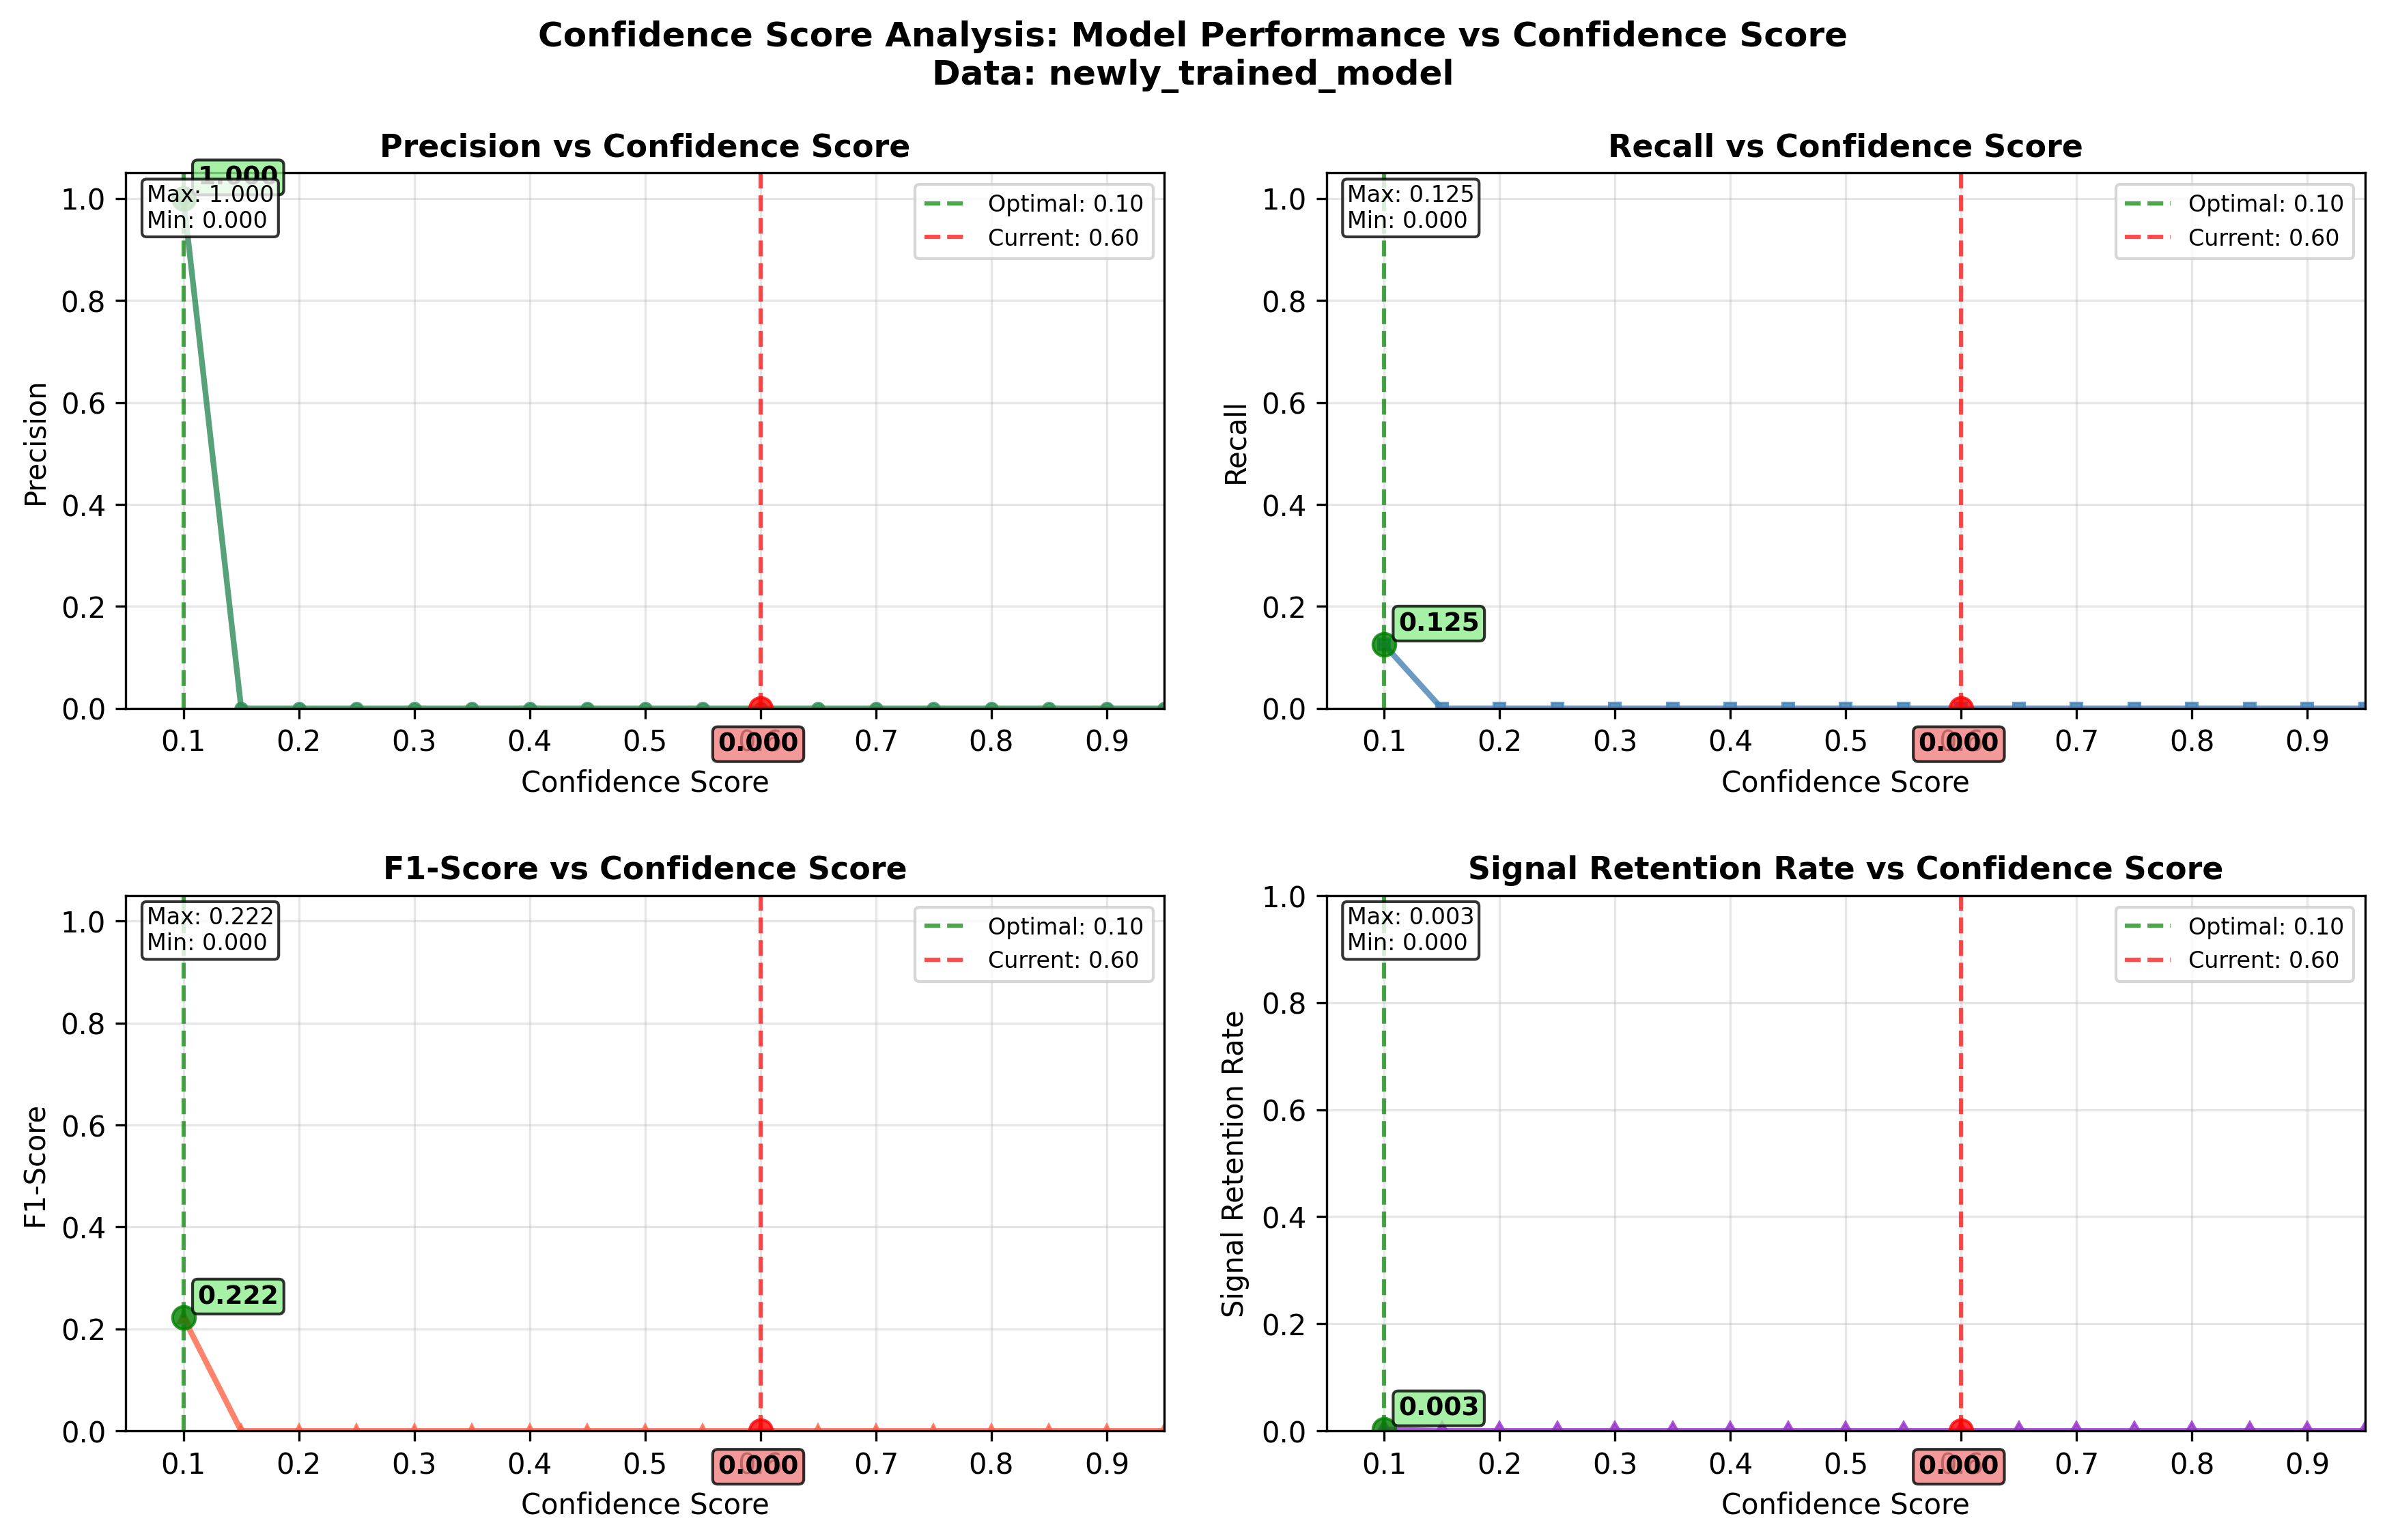 Confidence Score Analysis: Model Performance vs Confidence Score
Data: newly_trained_model
Precision vs Confidence Score
1.000
Max: 1.000
Min: 0.000
Optimal: 0.10
Current: 0.60
Precision
1.0
0.8
0.6
0.4
0.2
0.0
0.1 0.2 0.3 0.4 0.5 0.6 0.7 0.8 0.9
0.000
Confidence Score
Recall vs Confidence Score
Max: 0.125
Min: 0.000
Optimal: 0.10
Current: 0.60
Recall
1.0
0.8
0.6
0.4
0.2
0.0
0.125
0.1 0.2 0.3 0.4 0.5 0.6 0.7 0.8 0.9
0.000
Confidence Score
F1-Score vs Confidence Score
Max: 0.222
Min: 0.000
Optimal: 0.10
Current: 0.60
F1-Score
1.0
0.8
0.6
0.4
0.2
0.0
0.222
0.1 0.2 0.3 0.4 0.5 0.6 0.7 0.8 0.9
0.000
Confidence Score
Signal Retention Rate vs Confidence Score
Max: 0.003
Min: 0.000
Optimal: 0.10
Current: 0.60
Signal Retention Rate
1.0
0.8
0.6
0.4
0.2
0.0
0.003
0.1 0.2 0.3 0.4 0.5 0.6 0.7 0.8 0.9
0.000
Confidence Score